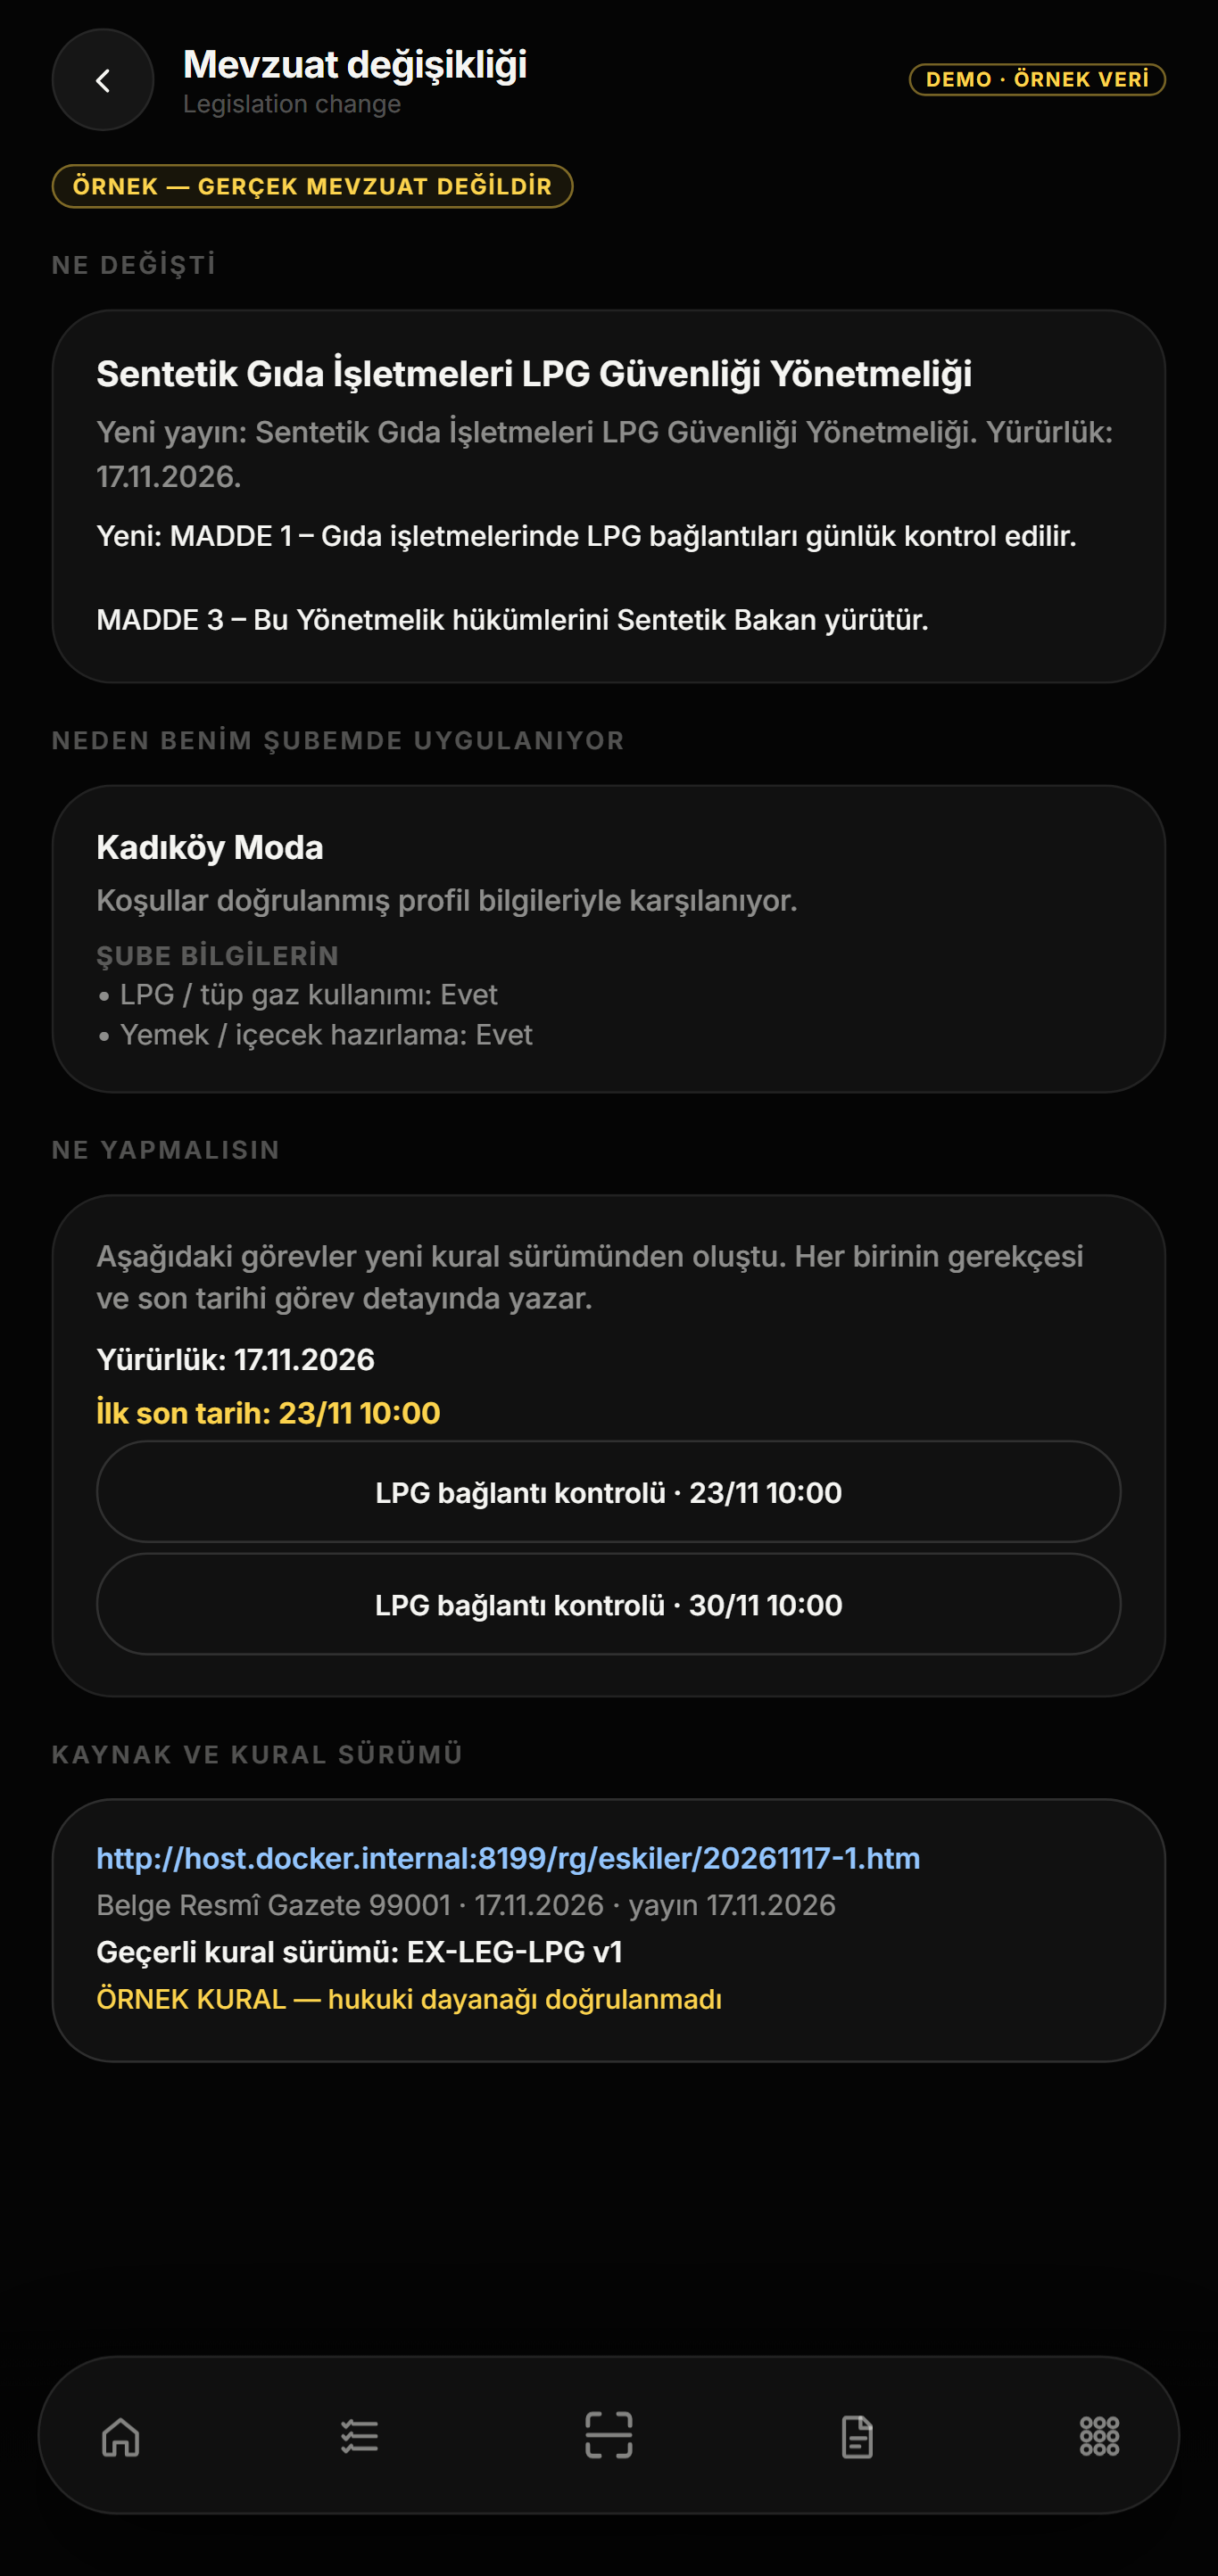 Mevzuat değişikliği
Legislation change
DEMO · ÖRNEK VERİ
ÖRNEK — GERÇEK MEVZUAT DEĞİLDİR
NE DEĞİŞTİ
Sentetik Gıda İşletmeleri LPG Güvenliği Yönetmeliği
Yeni yayın: Sentetik Gıda İşletmeleri LPG Güvenliği Yönetmeliği. Yürürlük:
17.11.2026.
Yeni: MADDE 1 – Gıda işletmelerinde LPG bağlantıları günlük kontrol edilir.
MADDE 3 – Bu Yönetmelik hükümlerini Sentetik Bakan yürütür.
NEDEN BENİM ŞUBEMDE UYGULANIYOR
Kadıköy Moda
Koşullar doğrulanmış profil bilgileriyle karşılanıyor.
ŞUBE BİLGİLERİN
• LPG / tüp gaz kullanımı: Evet
• Yemek / içecek hazırlama: Evet
NE YAPMALISIN
Aşağıdaki görevler yeni kural sürümünden oluştu. Her birinin gerekçesi
ve son tarihi görev detayında yazar.
Yürürlük: 17.11.2026
İlk son tarih: 23/11 10:00
LPG bağlantı kontrolü · 23/11 10:00
LPG bağlantı kontrolü · 30/11 10:00
KAYNAK VE KURAL SÜRÜMÜ
http://host.docker.internal:8199/rg/eskiler/20261117-1.htm
Belge Resmî Gazete 99001 · 17.11.2026 · yayın 17.11.2026
Geçerli kural sürümü: EX-LEG-LPG v1
ÖRNEK KURAL — hukuki dayanağı doğrulanmadı